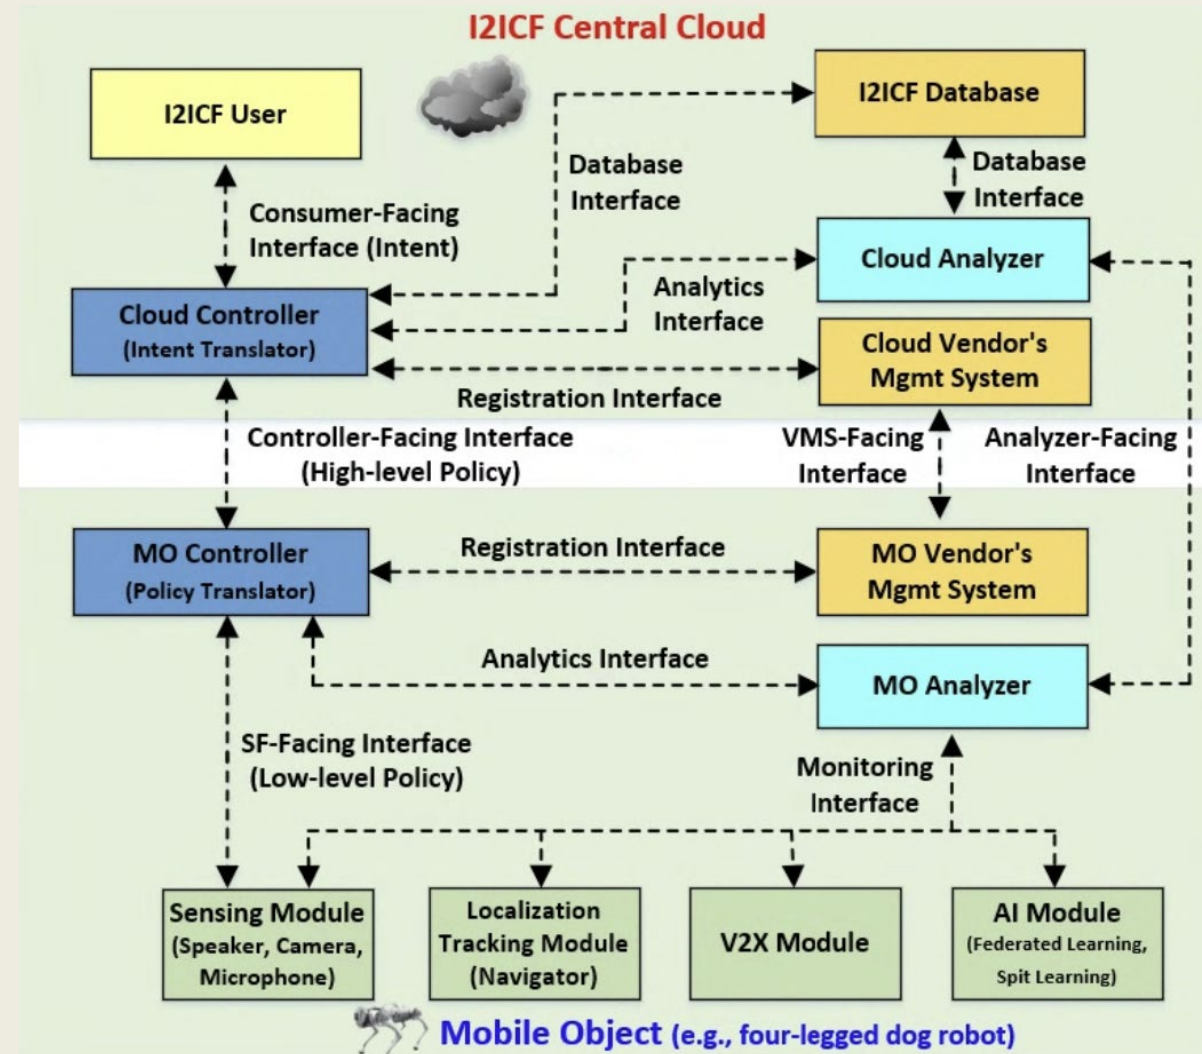 I2ICF Central Cloud
I2ICF User
I2ICF Database
Database
Interface
Database
Interface
Consumer-Facing
Interface (Intent)
Cloud Analyzer
Cloud Controller
(Intent Translator)
Analytics
Interface
Cloud Vendor's
Mgmt System
Registration Interface
Controller-Facing Interface
(High-level Policy)
VMS-Facing
Interface
Analyzer-Facing
Interface
MO Controller
(Policy Translator)
Registration Interface
MO Vendor's
Mgmt System
Analytics Interface
MO Analyzer
SF-Facing Interface
(Low-level Policy)
Monitoring
Interface
Sensing Module
(Speaker, Camera,
Microphone)
Localization
Tracking Module
(Navigator)
V2X Module
AI Module
(Federated Learning,
Spit Learning)
Mobile Object (e.g., four-legged dog robot)